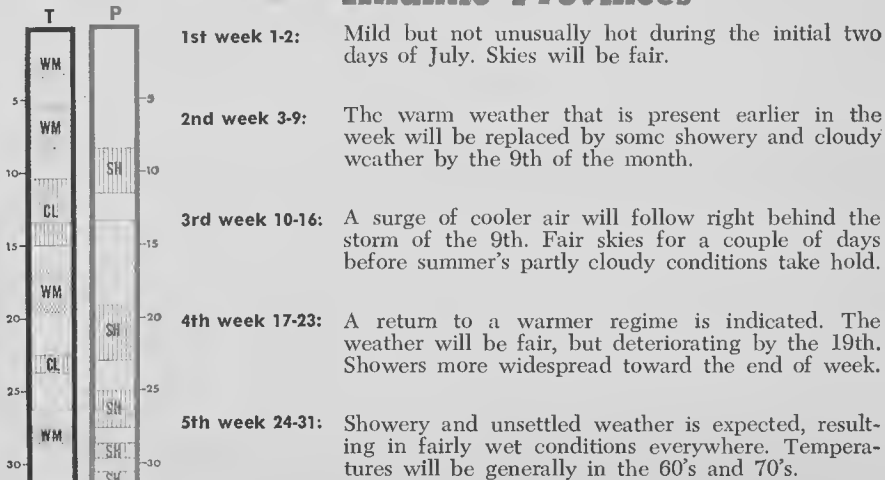 Provinces
T
P
WM
5
WM
10
CL
15
WM
20
CL
25
WM
30
5
SH
10
15
20
SH
25
SH
SH
30
SH
1st week 1-2:
Mild but not unusually hot during the initial two
days of July. Skies will be fair.
2nd week 3-9:
The warm weather that is present earlier in the
week will be replaced by some showery and cloudy
weather by the 9th of the month.
3rd week 10-16:
A surge of cooler air will follow right behind the
storm of the 9th. Fair skies for a couple of days
before summer's partly cloudy conditions take hold.
4th week 17-23:
A return to a warmer regime is indicated. The
weather will be fair, but deteriorating by the 19th.
Showers more widespread toward the end of week.
5th week 24-31:
Showery and unsettled weather is expected, result-
ing in fairly wet conditions everywhere. Tempera-
tures will be generally in the 60's and 70's.